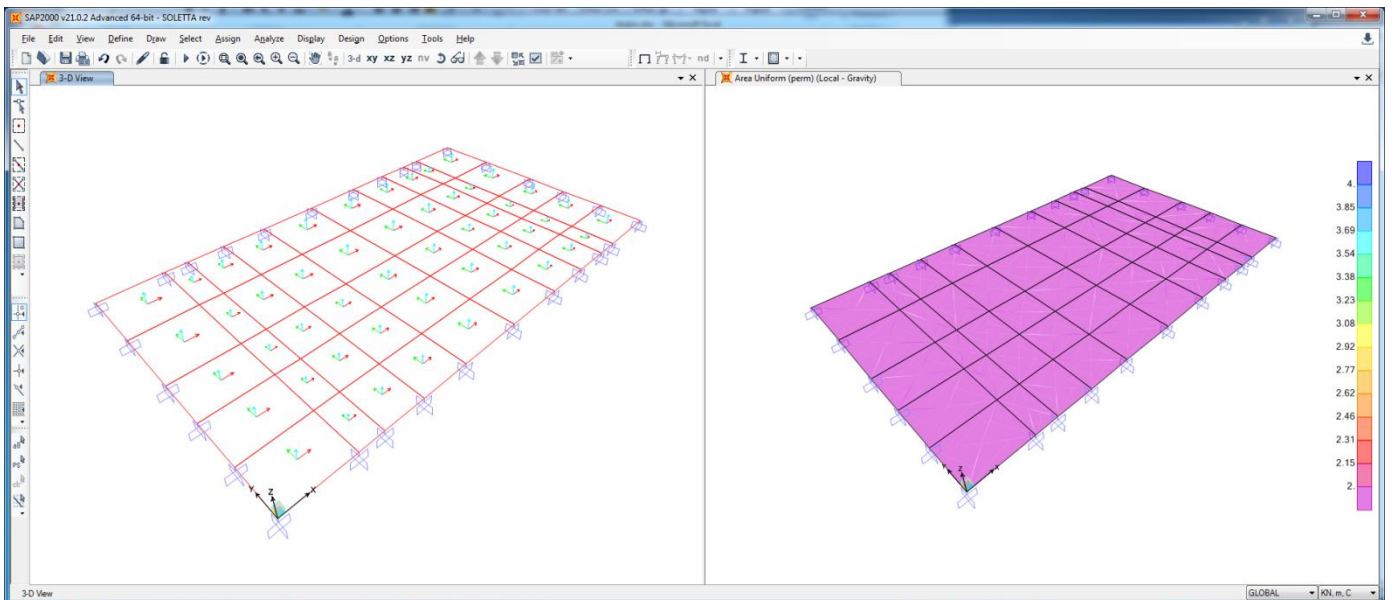 SAP2000 v21.0.2 Advanced 64-bit - SOLETTA rev
File Edit View Define Draw Select Assign Analyze Display Design Options Tools Help
3-d xy xz yz nv
nd
3-D View
Area Uniform (perm) (Local - Gravity)
4.
3.85
3.69
3.54
3.38
3.23
3.08
2.92
2.77
2.62
2.46
2.31
2.15
2.
Y Z X
Y Z X
all
PS
clr
3-D View
GLOBAL
KN, m, C